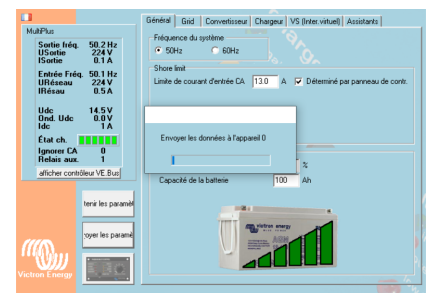 MultiPlus
Sortie fréq. 50.2 Hz
USortie 224 V
ISortie 0.1 A
Entrée Fréq. 50.1 Hz
URéseau 224 V
IRésau 0.5 A
Udc 14.5 V
Ond. Udc 0.0 V
Idc 1 A
État ch.
Ignorer CA 0
Relais aux. 1
afficher contrôleur VE.Bus
tenir les paramèt
royer les paramè
Victron Energy
Général Grid Convertisseur Chargeur VS (Inter.virtuel) Assistants
Fréquence du système
50Hz 60Hz
Shore limit
Limite de courant d'entrée CA 13.0 A Déterminé par panneau de contr.
Envoyer les données à l'appareil 0
%
Capacité de la batterie 100 Ah
victron energy